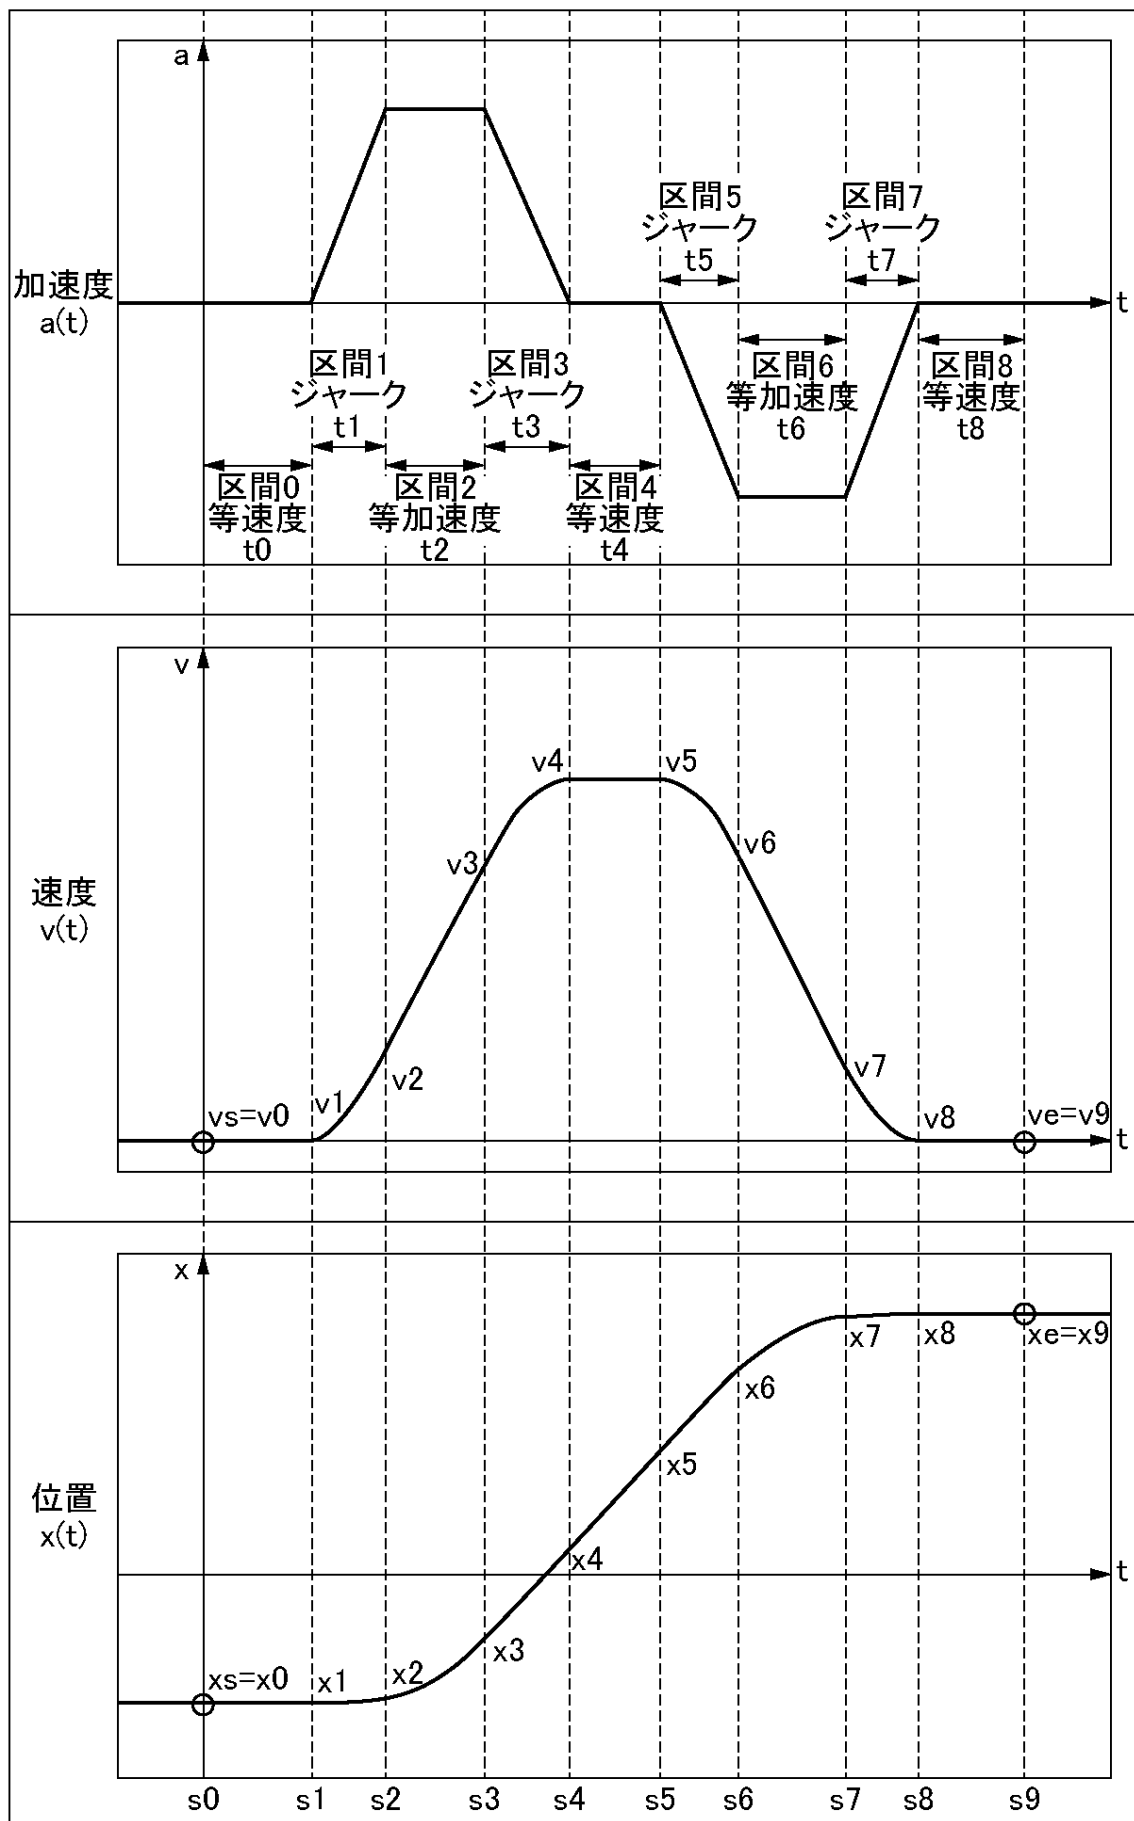 a
加速度
a(t)
t
区間5
ジャーク
t5
区間7
ジャーク
t7
区間1
ジャーク
t1
区間3
ジャーク
t3
区間6
等加速度
t6
区間8
等速度
t8
区間0
等速度
t0
区間2
等加速度
t2
区間4
等速度
t4
v
速度
v(t)
v4
v5
v3
v6
v2
v7
vs=v0
v1
v8
ve=v9
t
x
位置
x(t)
x7
x8
xe=x9
x6
x5
x4
t
x3
xs=x0
x1
x2
s0 s1 s2 s3 s4 s5 s6 s7 s8 s9